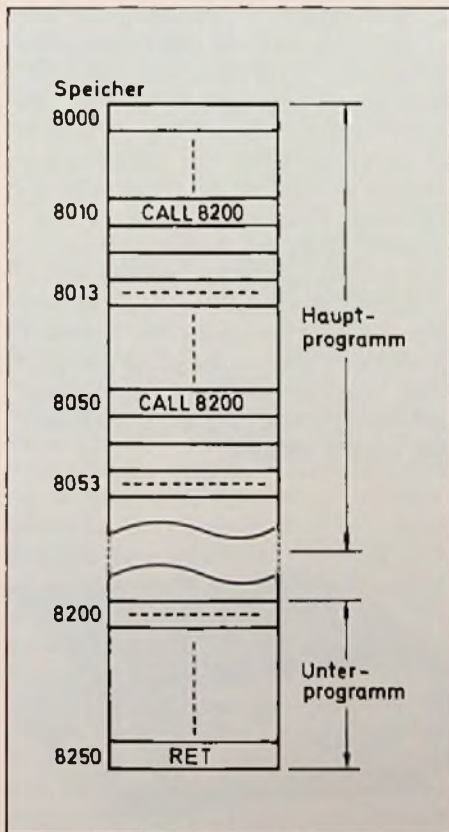 Speicher
8000
8010 CALL 8200
8013
Haupt-
programm
8050 CALL 8200
8053
8200
Unter-
programm
8250 RET